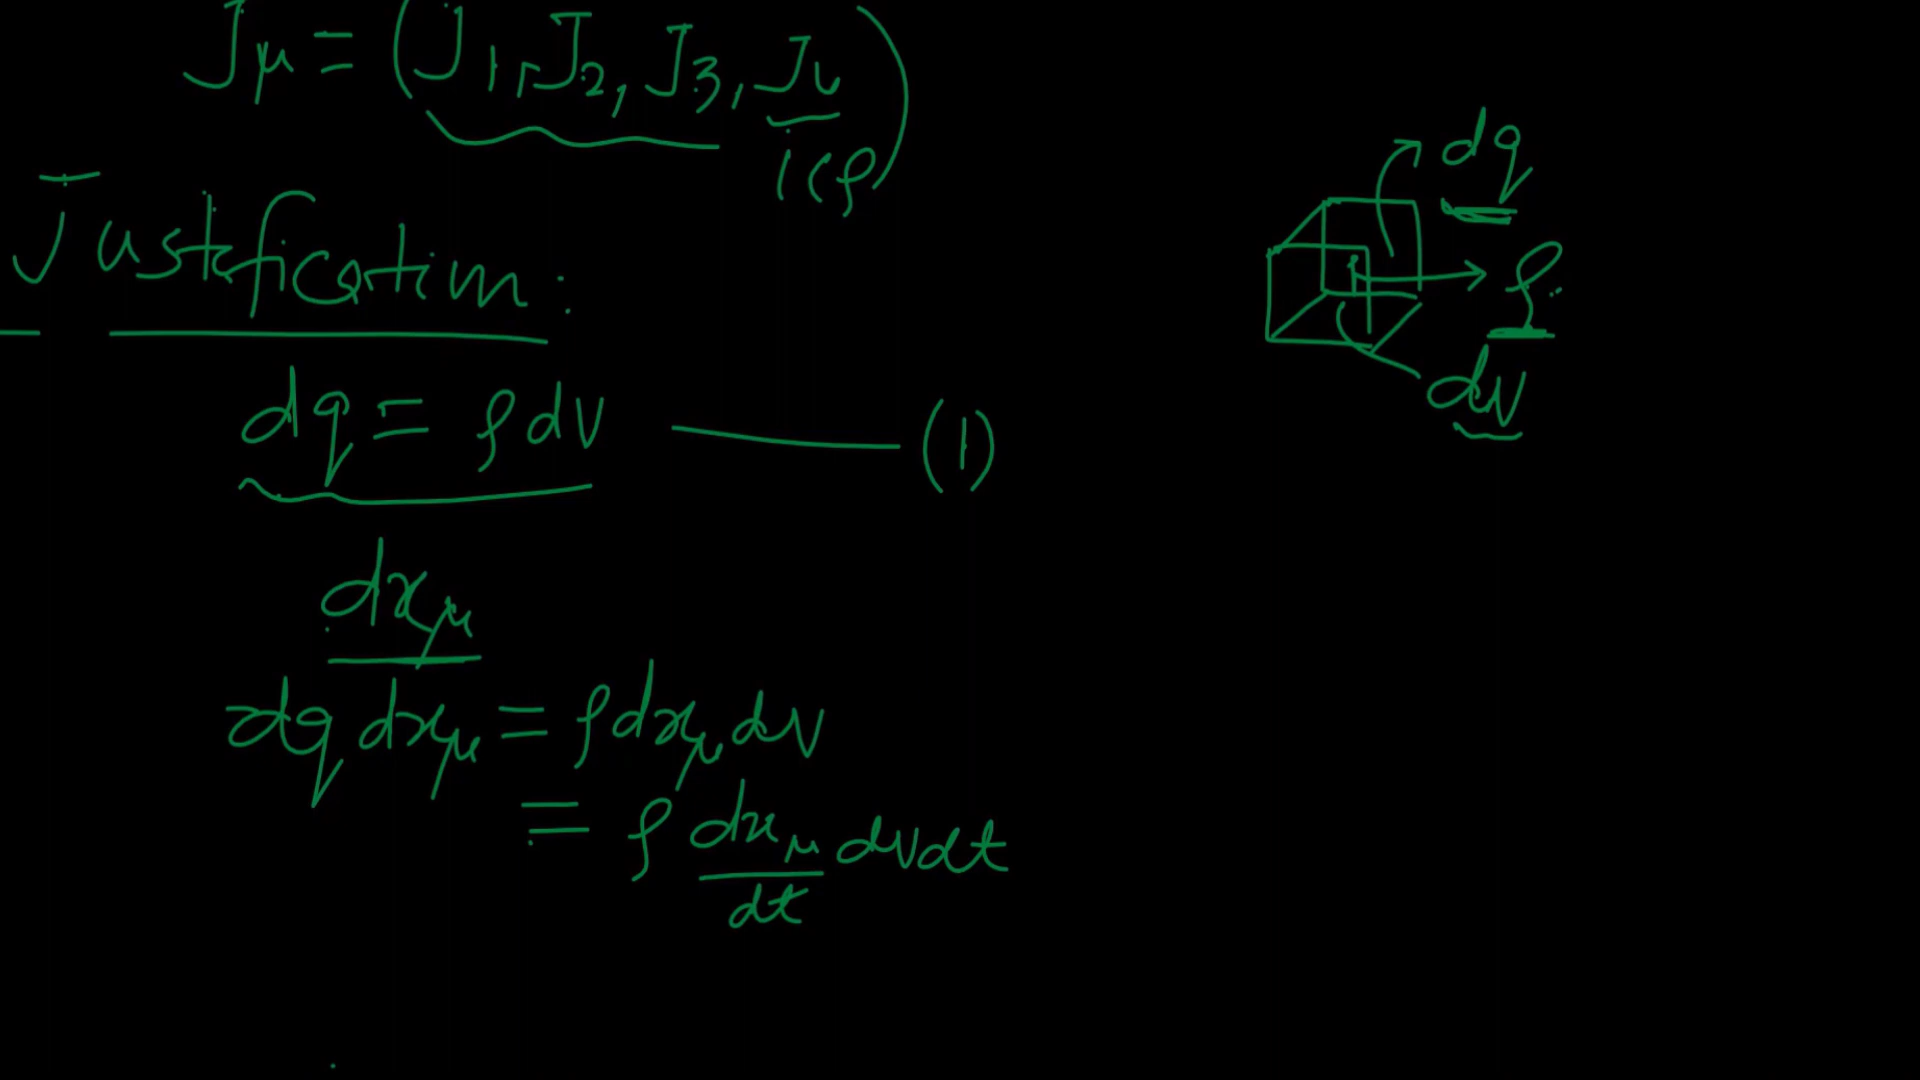 Jμ = (J1, J2, J3, J4)
icρ
Justification:
dq = ρ dv ——— (1)
dxμ
dq dxμ = ρ dxμ dv
= ρ dxμ/dt dv dt
dq
ρ
dv